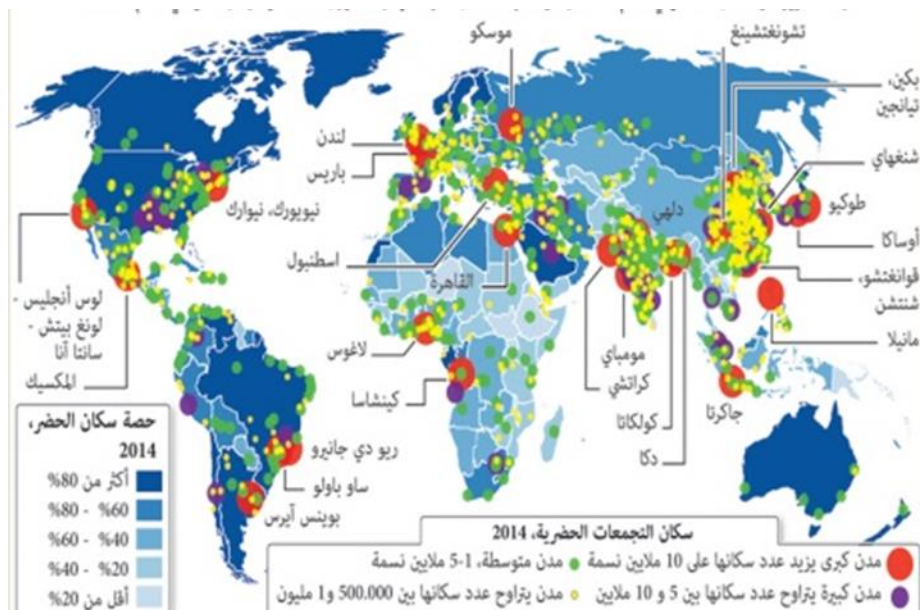 موسكو
تشونغتشينغ
بكين،
تيانجين
لندن
شنغهاي
باريس
طوكيو
دلهي
نيويورك، نيوارك
أوساكا
اسطنبول
القاهرة
قوانغتشو،
شنتشن
لوس أنجليس -
لونغ بيتش -
سانتا آنا
لاغوس
مومباي
مانيلا
المكسيك
كراتشي
كينشاسا
كولكاتا
جاكرتا
دكا
ريو دي جانيرو
ساو باولو
بوينس آيرس
حصة سكان الحضر،
2014
أكثر من 80%
60% - 80%
40% - 60%
20% - 40%
أقل من 20%
سكان التجمعات الحضرية، 2014
مدن كبرى يزيد عدد سكانها على 10 ملايين نسمة
مدن متوسطة، 1-5 ملايين نسمة
مدن كبيرة يتراوح عدد سكانها بين 5 و 10 ملايين
مدن يتراوح عدد سكانها بين 500.000 و1 مليون